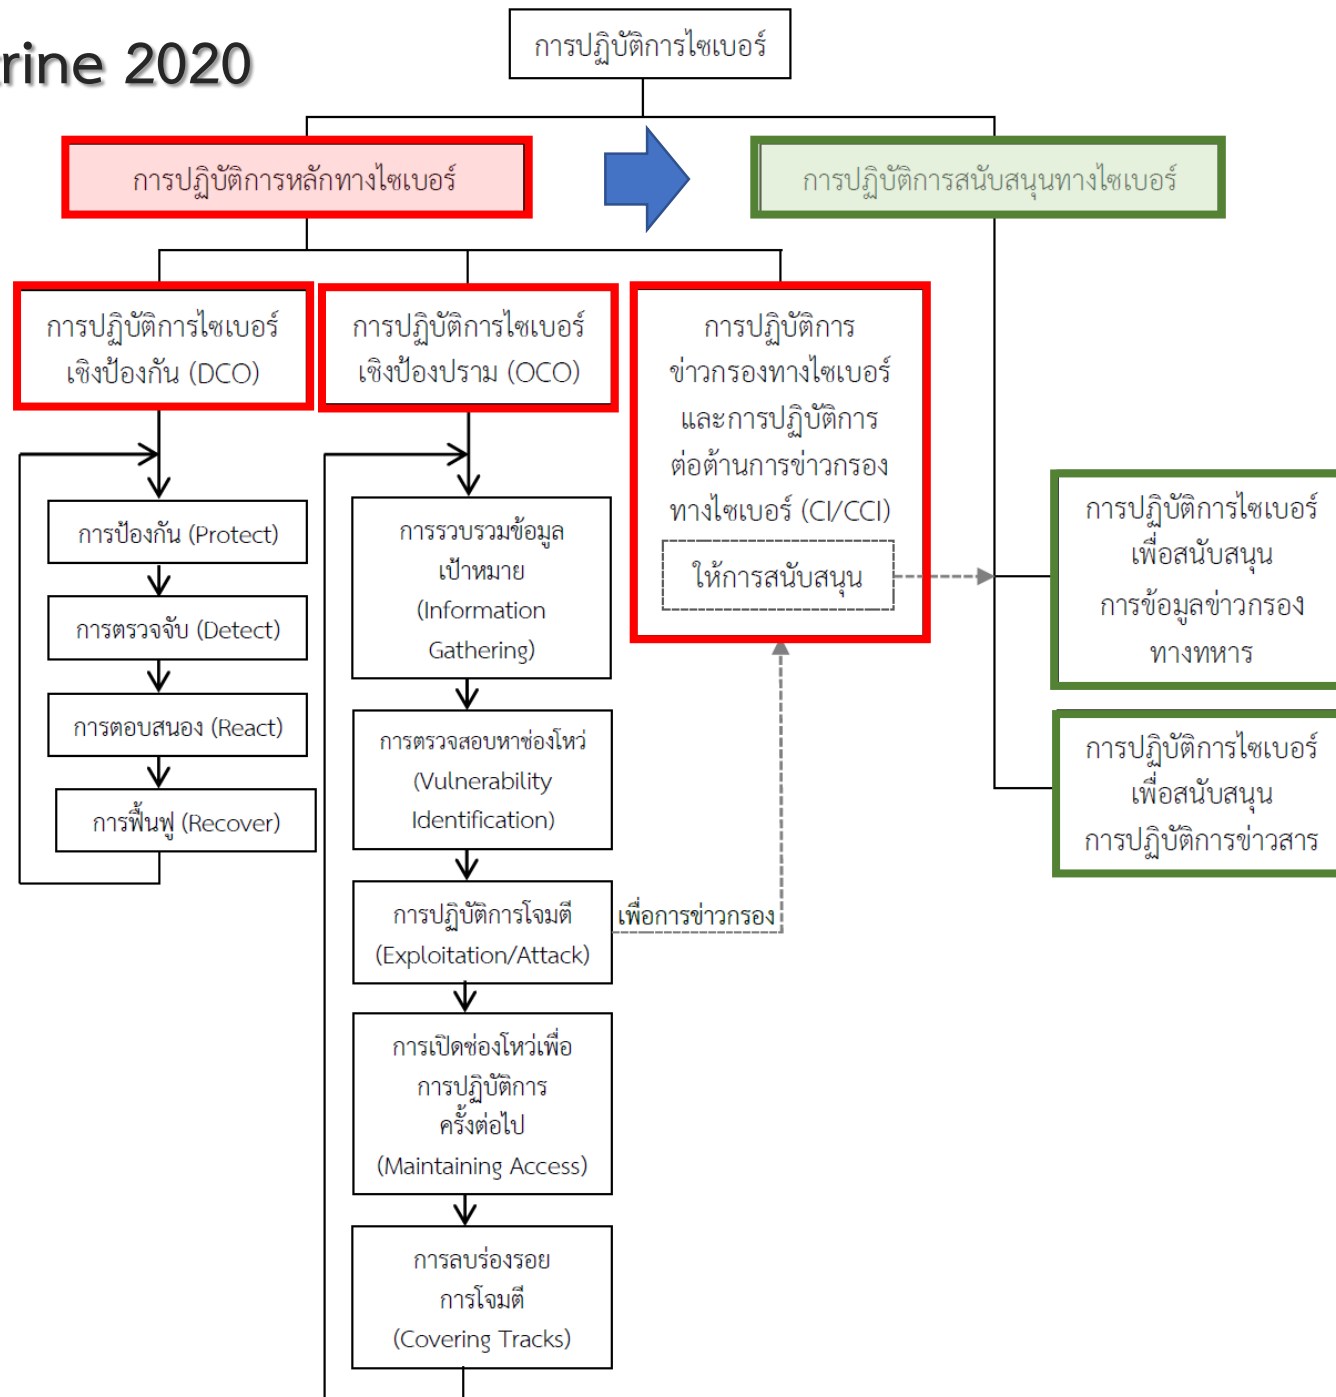 rine 2020
การปฏิบัติการไซเบอร์
การปฏิบัติการหลักทางไซเบอร์
การปฏิบัติการสนับสนุนทางไซเบอร์
การปฏิบัติการไซเบอร์
เชิงป้องกัน (DCO)
การป้องกัน (Protect)
การตรวจจับ (Detect)
การตอบสนอง (React)
การฟื้นฟู (Recover)
การปฏิบัติการไซเบอร์
เชิงป้องปราม (OCO)
การรวบรวมข้อมูล
เป้าหมาย
(Information
Gathering)
การตรวจสอบหาช่องโหว่
(Vulnerability
Identification)
การปฏิบัติการโจมตี
(Exploitation/Attack)
เพื่อการข่าวกรอง
การเปิดช่องโหว่เพื่อ
การปฏิบัติการ
ครั้งต่อไป
(Maintaining Access)
การลบร่องรอย
การโจมตี
(Covering Tracks)
การปฏิบัติการ
ข่าวกรองทางไซเบอร์
และการปฏิบัติการ
ต่อต้านการข่าวกรอง
ทางไซเบอร์ (CI/CCI)
ให้การสนับสนุน
การปฏิบัติการไซเบอร์
เพื่อสนับสนุน
การข้อมูลข่าวกรอง
ทางทหาร
การปฏิบัติการไซเบอร์
เพื่อสนับสนุน
การปฏิบัติการข่าวสาร